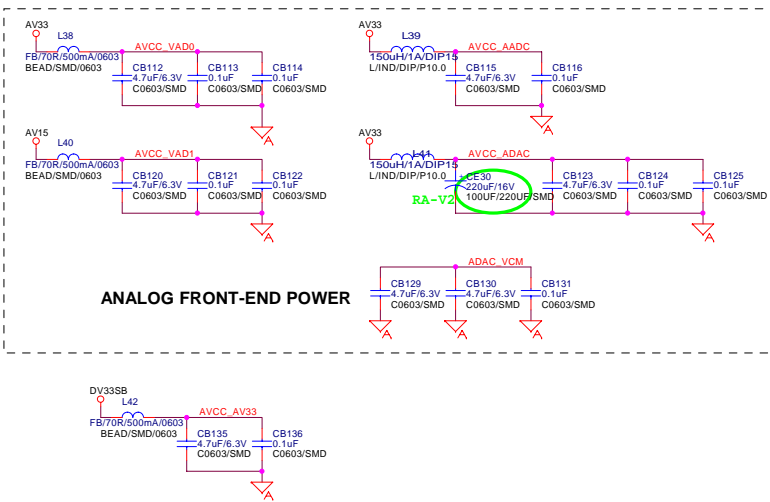 AV33
L38
FB/70R/500mA/0603
BEAD/SMD/0603
AVCC_VAD0
CB112
4.7uF/6.3V
C0603/SMD
CB113
0.1uF
C0603/SMD
CB114
0.1uF
C0603/SMD
A
AV33
L39
150uH/1A/DIP15
L/IND/DIP/P10.0
AVCC_AADC
CB115
4.7uF/6.3V
C0603/SMD
CB116
0.1uF
C0603/SMD
A
AV15
L40
FB/70R/500mA/0603
BEAD/SMD/0603
AVCC_VAD1
CB120
4.7uF/6.3V
C0603/SMD
CB121
0.1uF
C0603/SMD
CB122
0.1uF
C0603/SMD
A
AV33
L41
150uH/1A/DIP15
L/IND/DIP/P10.0
AVCC_ADAC
RA-V2
+
CE30
220uF/16V
100UF/220UF/SMD
CB123
4.7uF/6.3V
C0603/SMD
CB124
0.1uF
C0603/SMD
CB125
0.1uF
C0603/SMD
A
ANALOG FRONT-END POWER
ADAC_VCM
CB129
4.7uF/6.3V
C0603/SMD
CB130
4.7uF/6.3V
C0603/SMD
CB131
0.1uF
C0603/SMD
A
A
A
DV33SB
L42
FB/70R/500mA/0603
BEAD/SMD/0603
AVCC_AV33
CB135
4.7uF/6.3V
C0603/SMD
CB136
0.1uF
C0603/SMD
A